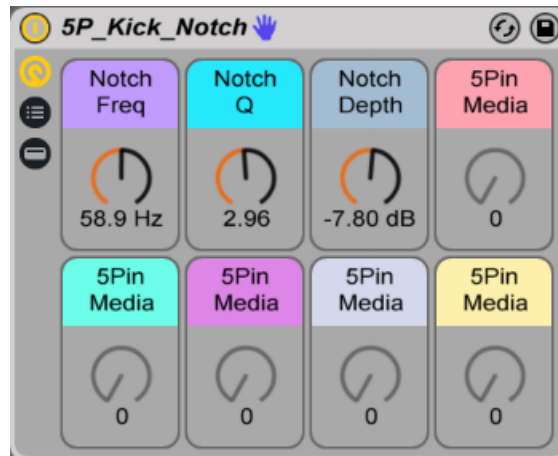 5P_Kick_Notch
Notch
Freq
58.9 Hz
Notch
Q
2.96
Notch
Depth
-7.80 dB
5Pin
Media
0
5Pin
Media
0
5Pin
Media
0
5Pin
Media
0
5Pin
Media
0